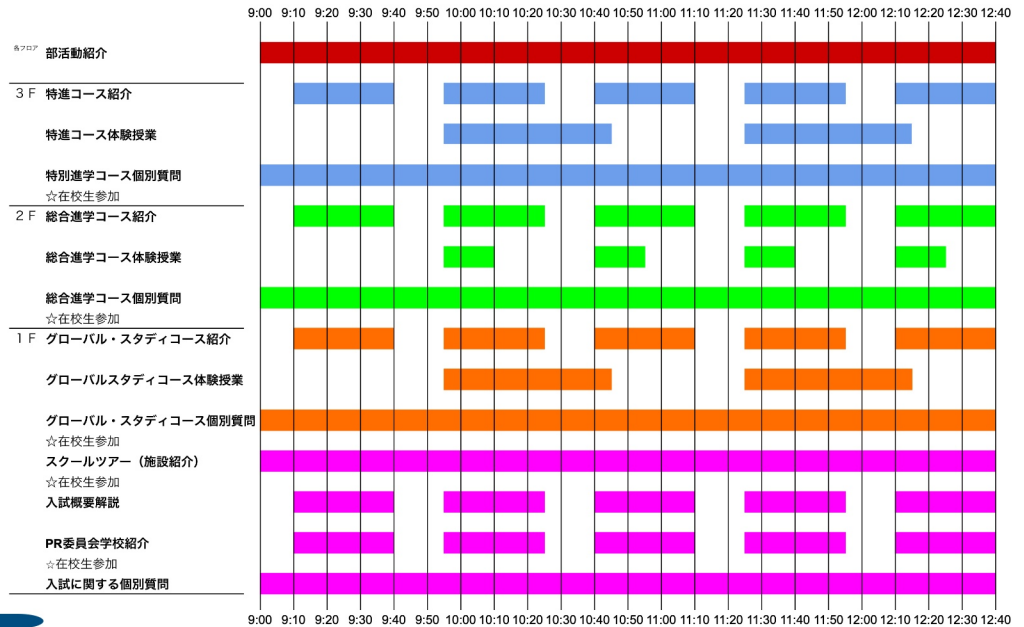 9:00 9:10 9:20 9:30 9:40 9:50 10:00 10:10 10:20 10:30 10:40 10:50 11:00 11:10 11:20 11:30 11:40 11:50 12:00 12:10 12:20 12:30 12:40
各フロア 部活動紹介
3F 特進コース紹介
特進コース体験授業
特別進学コース個別質問
☆在校生参加
2F 総合進学コース紹介
総合進学コース体験授業
総合進学コース個別質問
☆在校生参加
1F グローバル・スタディコース紹介
グローバルスタディコース体験授業
グローバル・スタディコース個別質問
☆在校生参加
スクールツアー（施設紹介）
☆在校生参加
入試概要解説
PR委員会学校紹介
☆在校生参加
入試に関する個別質問
9:00 9:10 9:20 9:30 9:40 9:50 10:00 10:10 10:20 10:30 10:40 10:50 11:00 11:10 11:20 11:30 11:40 11:50 12:00 12:10 12:20 12:30 12:40